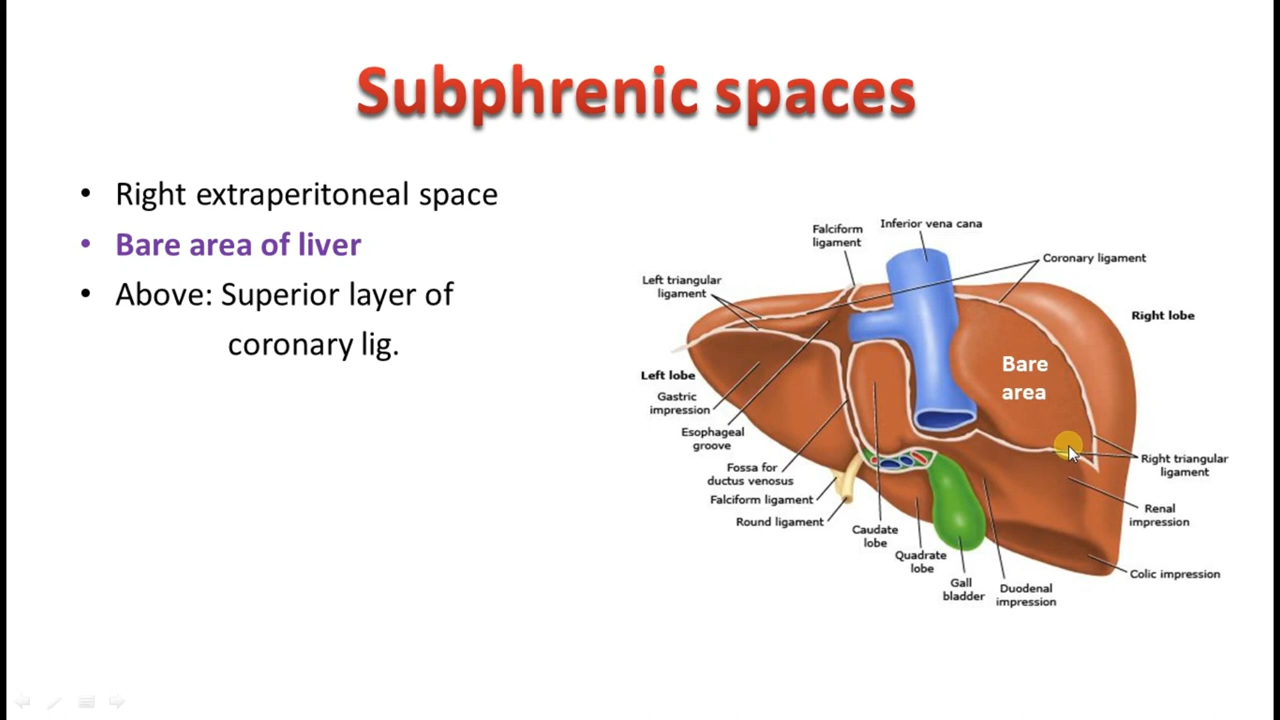 Subphrenic spaces
• Right extraperitoneal space
• Bare area of liver
• Above: Superior layer of
coronary lig.
Falciform
ligament
Inferior vena cana
Coronary ligament
Left triangular
ligament
Right lobe
Bare
area
Left lobe
Gastric
impression
Esophageal
groove
Fossa for
ductus venosus
Falciform ligament
Round ligament
Caudate
lobe
Quadrate
lobe
Gall
bladder
Duodenal
impression
Right triangular
ligament
Renal
impression
Colic impression